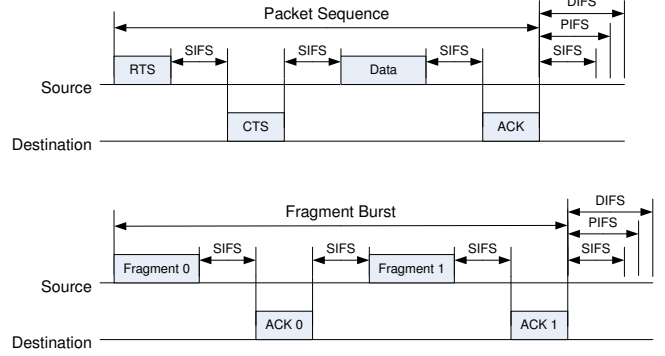 DIFS
Packet Sequence
PIFS
SIFS SIFS SIFS SIFS
RTS Data
Source
CTS ACK
Destination
DIFS
Fragment Burst
PIFS
SIFS SIFS SIFS SIFS
Fragment 0 Fragment 1
Source
ACK 0 ACK 1
Destination